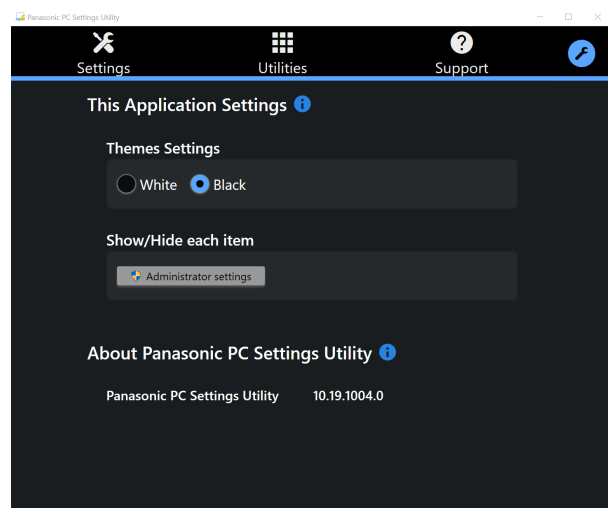 Panasonic PC Settings Utility
Settings Utilities Support
This Application Settings
Themes Settings
White Black
Show/Hide each item
Administrator settings
About Panasonic PC Settings Utility
Panasonic PC Settings Utility 10.19.1004.0